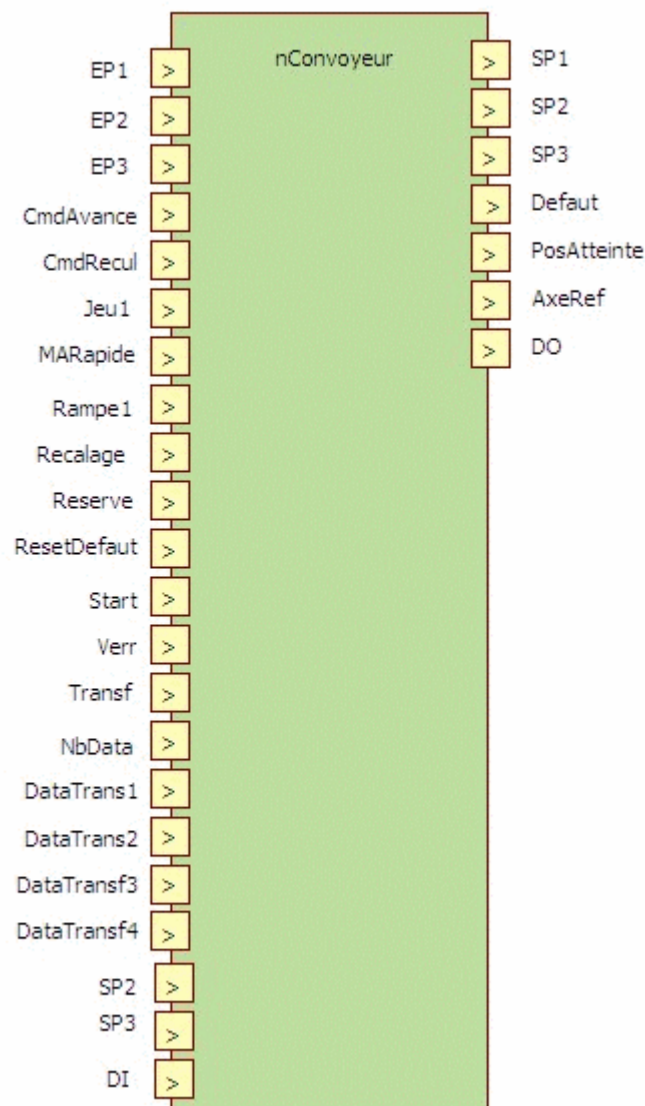 nConvoyeur
EP1 > > SP1
EP2 > > SP2
EP3 > > SP3
CmdAvance > > Defaut
CmdRecul > > PosAtteinte
Jeu1 > > AxeRef
MARapide > > DO
Rampe1 >
Recalage >
Reserve >
ResetDefaut >
Start >
Verr >
Transf >
NbData >
DataTrans1 >
DataTrans2 >
DataTransf3 >
DataTransf4 >
SP2 >
SP3 >
DI >